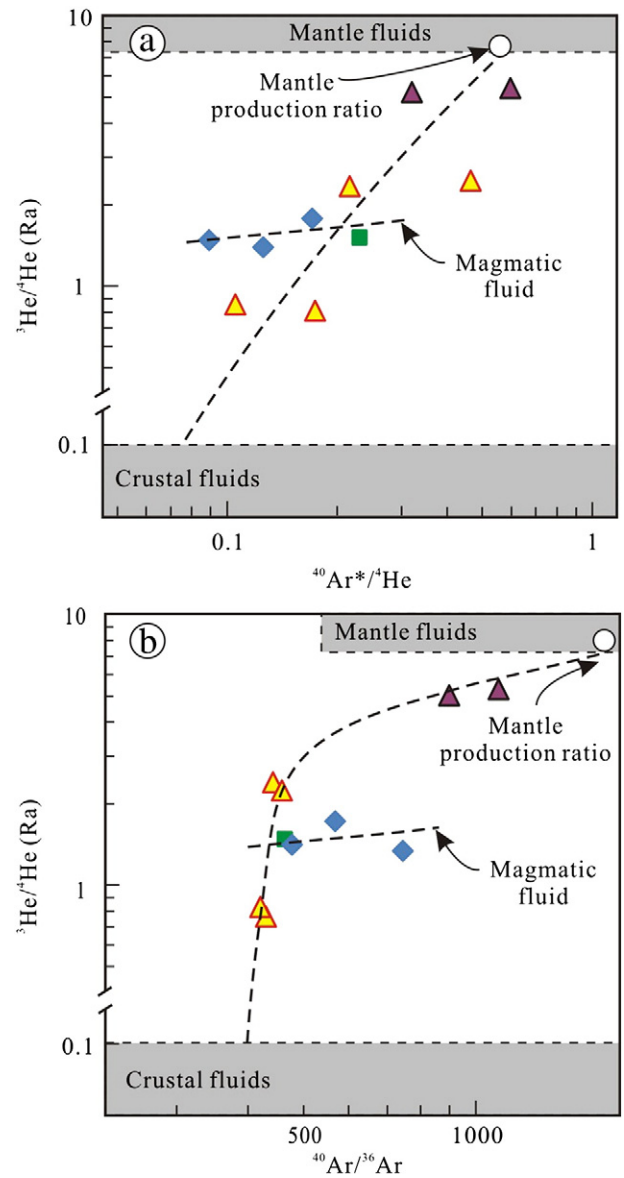 10
a
Mantle fluids
Mantle
production ratio
Magmatic
fluid
³He/⁴He (Ra)
1
0.1
Crustal fluids
0.1
1
⁴⁰Ar*/⁴He
10
b
Mantle fluids
Mantle
production ratio
Magmatic
fluid
³He/⁴He (Ra)
1
0.1
Crustal fluids
500
1000
⁴⁰Ar/³⁶Ar